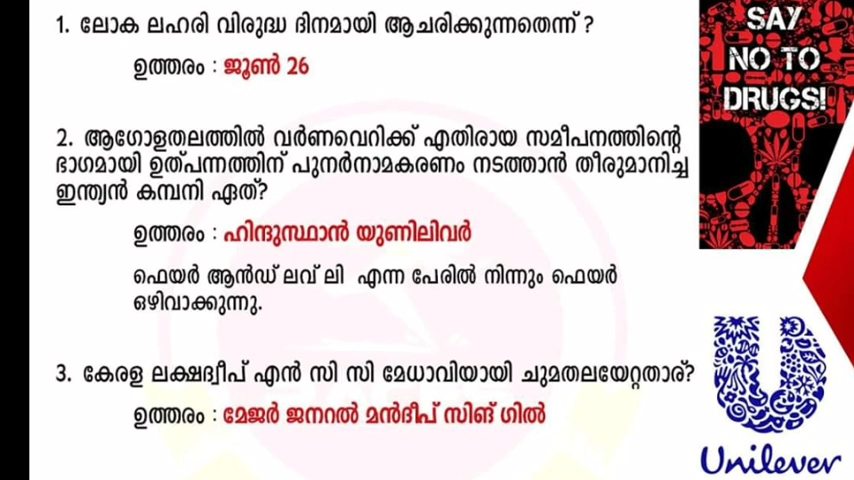 1. ലോക ലഹരി വിരുദ്ധ ദിനമായി ആചരിക്കുന്നതെന്ന് ?
ഉത്തരം : ജൂൺ 26
2. ആഗോളതലത്തിൽ വർണവെറിക്ക് എതിരായ സമീപനത്തിന്റെ
ഭാഗമായി ഉത്പന്നത്തിന് പുനർനാമകരണം നടത്താൻ തീരുമാനിച്ച
ഇന്ത്യൻ കമ്പനി ഏത്?
ഉത്തരം : ഹിന്ദുസ്ഥാൻ യുണിലിവർ
ഫെയർ ആൻഡ് ലവ് ലി എന്ന പേരിൽ നിന്നും ഫെയർ
ഒഴിവാക്കുന്നു.
3. കേരള ലക്ഷദ്വീപ് എൻ സി സി മേധാവിയായി ചുമതലയേറ്റതാര്?
ഉത്തരം : മേജർ ജനറൽ മൻദീപ് സിങ് ഗിൽ
SAY
NO TO
DRUGS!
Unilever